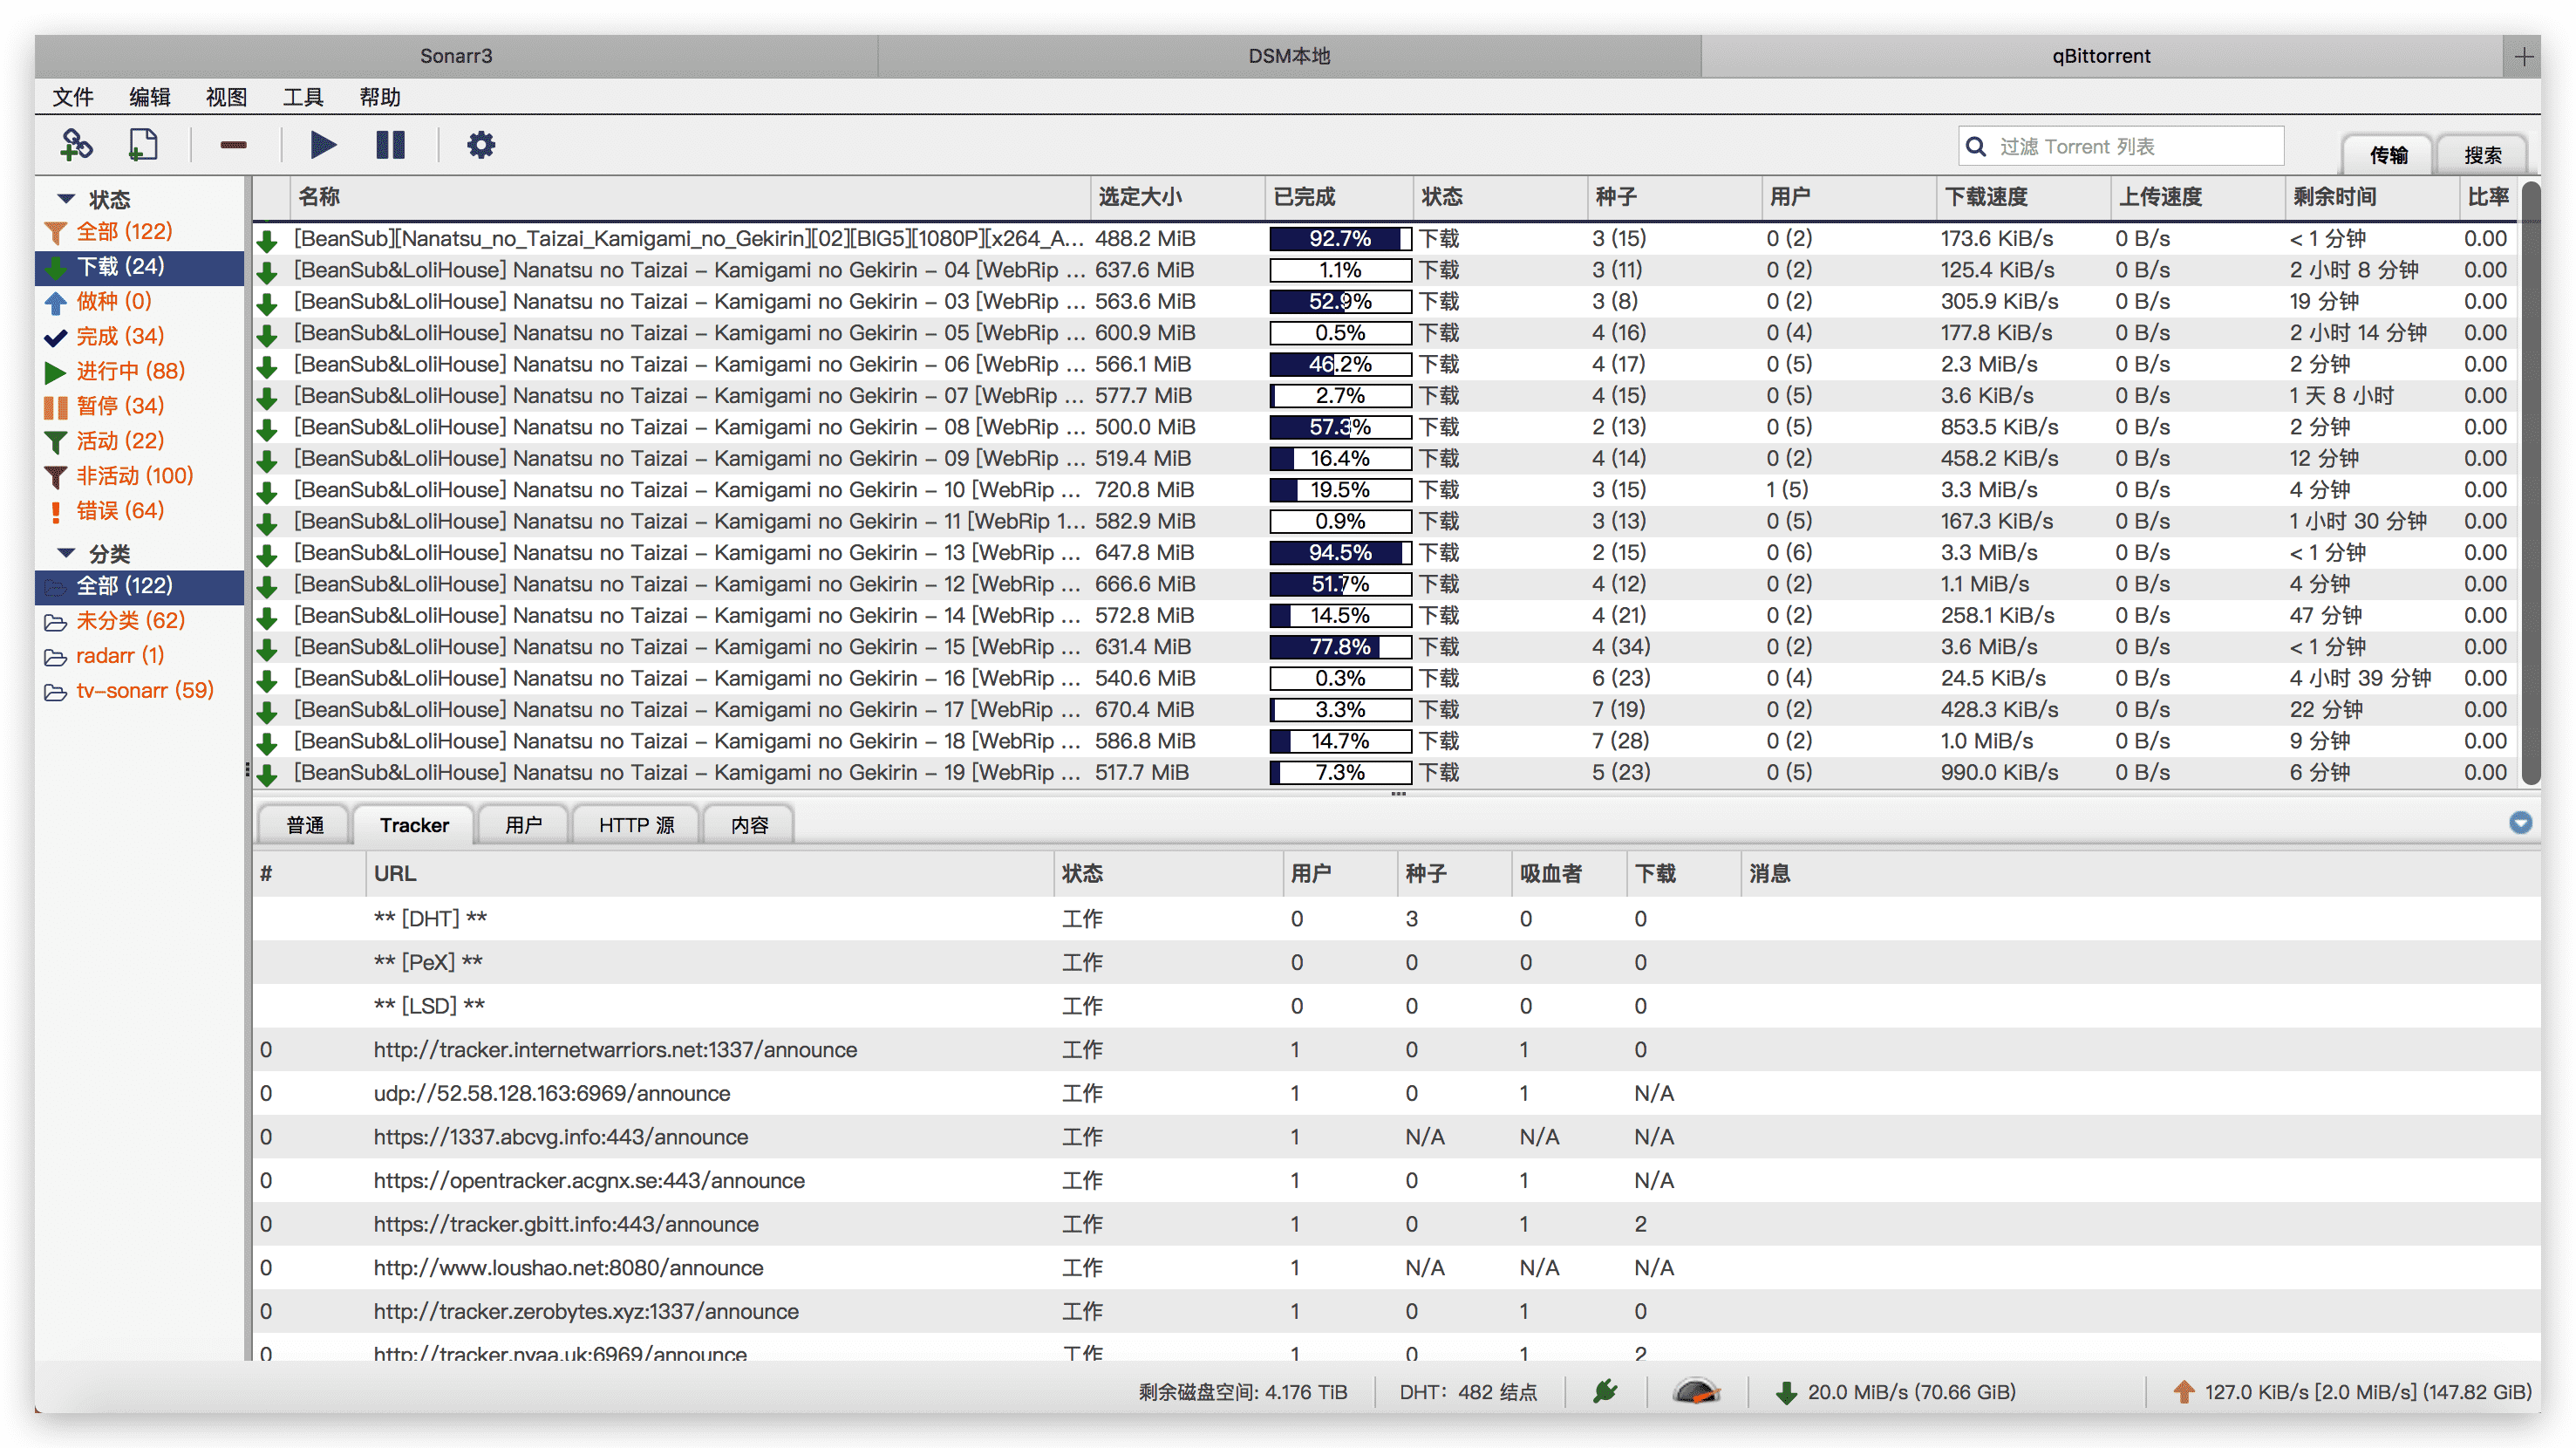 Sonarr3 DSM本地 qBittorrent
文件 编辑 视图 工具 帮助
过滤 Torrent 列表 传输 搜索
状态
全部 (122)
下载 (24)
做种 (0)
完成 (34)
进行中 (88)
暂停 (34)
活动 (22)
非活动 (100)
错误 (64)
分类
全部 (122)
未分类 (62)
radarr (1)
tv-sonarr (59)
名称 选定大小 已完成 状态 种子 用户 下载速度 上传速度 剩余时间 比率
[BeanSub][Nanatsu_no_Taizai_Kamigami_no_Gekirin][02][BIG5][1080P][x264_A... 488.2 MiB 92.7% 下载 3 (15) 0 (2) 173.6 KiB/s 0 B/s < 1 分钟 0.00
[BeanSub&LoliHouse] Nanatsu no Taizai – Kamigami no Gekirin – 04 [WebRip ... 637.6 MiB 1.1% 下载 3 (11) 0 (2) 125.4 KiB/s 0 B/s 2 小时 8 分钟 0.00
[BeanSub&LoliHouse] Nanatsu no Taizai – Kamigami no Gekirin – 03 [WebRip ... 563.6 MiB 52.9% 下载 3 (8) 0 (2) 305.9 KiB/s 0 B/s 19 分钟 0.00
[BeanSub&LoliHouse] Nanatsu no Taizai – Kamigami no Gekirin – 05 [WebRip ... 600.9 MiB 0.5% 下载 4 (16) 0 (4) 177.8 KiB/s 0 B/s 2 小时 14 分钟 0.00
[BeanSub&LoliHouse] Nanatsu no Taizai – Kamigami no Gekirin – 06 [WebRip ... 566.1 MiB 46.2% 下载 4 (17) 0 (5) 2.3 MiB/s 0 B/s 2 分钟 0.00
[BeanSub&LoliHouse] Nanatsu no Taizai – Kamigami no Gekirin – 07 [WebRip ... 577.7 MiB 2.7% 下载 4 (15) 0 (5) 3.6 KiB/s 0 B/s 1 天 8 小时 0.00
[BeanSub&LoliHouse] Nanatsu no Taizai – Kamigami no Gekirin – 08 [WebRip ... 500.0 MiB 57.3% 下载 2 (13) 0 (5) 853.5 KiB/s 0 B/s 2 分钟 0.00
[BeanSub&LoliHouse] Nanatsu no Taizai – Kamigami no Gekirin – 09 [WebRip ... 519.4 MiB 16.4% 下载 4 (14) 0 (2) 458.2 KiB/s 0 B/s 12 分钟 0.00
[BeanSub&LoliHouse] Nanatsu no Taizai – Kamigami no Gekirin – 10 [WebRip ... 720.8 MiB 19.5% 下载 3 (15) 1 (5) 3.3 MiB/s 0 B/s 4 分钟 0.00
[BeanSub&LoliHouse] Nanatsu no Taizai – Kamigami no Gekirin – 11 [WebRip 1... 582.9 MiB 0.9% 下载 3 (13) 0 (5) 167.3 KiB/s 0 B/s 1 小时 30 分钟 0.00
[BeanSub&LoliHouse] Nanatsu no Taizai – Kamigami no Gekirin – 13 [WebRip ... 647.8 MiB 94.5% 下载 2 (15) 0 (6) 3.3 MiB/s 0 B/s < 1 分钟 0.00
[BeanSub&LoliHouse] Nanatsu no Taizai – Kamigami no Gekirin – 12 [WebRip ... 666.6 MiB 51.7% 下载 4 (12) 0 (2) 1.1 MiB/s 0 B/s 4 分钟 0.00
[BeanSub&LoliHouse] Nanatsu no Taizai – Kamigami no Gekirin – 14 [WebRip ... 572.8 MiB 14.5% 下载 4 (21) 0 (2) 258.1 KiB/s 0 B/s 47 分钟 0.00
[BeanSub&LoliHouse] Nanatsu no Taizai – Kamigami no Gekirin – 15 [WebRip ... 631.4 MiB 77.8% 下载 4 (34) 0 (2) 3.6 MiB/s 0 B/s < 1 分钟 0.00
[BeanSub&LoliHouse] Nanatsu no Taizai – Kamigami no Gekirin – 16 [WebRip ... 540.6 MiB 0.3% 下载 6 (23) 0 (4) 24.5 KiB/s 0 B/s 4 小时 39 分钟 0.00
[BeanSub&LoliHouse] Nanatsu no Taizai – Kamigami no Gekirin – 17 [WebRip ... 670.4 MiB 3.3% 下载 7 (19) 0 (2) 428.3 KiB/s 0 B/s 22 分钟 0.00
[BeanSub&LoliHouse] Nanatsu no Taizai – Kamigami no Gekirin – 18 [WebRip ... 586.8 MiB 14.7% 下载 7 (28) 0 (2) 1.0 MiB/s 0 B/s 9 分钟 0.00
[BeanSub&LoliHouse] Nanatsu no Taizai – Kamigami no Gekirin – 19 [WebRip ... 517.7 MiB 7.3% 下载 5 (23) 0 (5) 990.0 KiB/s 0 B/s 6 分钟 0.00
普通 Tracker 用户 HTTP 源 内容
# URL 状态 用户 种子 吸血者 下载 消息
** [DHT] ** 工作 0 3 0 0
** [PeX] ** 工作 0 0 0 0
** [LSD] ** 工作 0 0 0 0
0 http://tracker.internetwarriors.net:1337/announce 工作 1 0 1 0
0 udp://52.58.128.163:6969/announce 工作 1 0 1 N/A
0 https://1337.abcvg.info:443/announce 工作 1 N/A N/A N/A
0 https://opentracker.acgnx.se:443/announce 工作 1 0 1 N/A
0 https://tracker.gbitt.info:443/announce 工作 1 0 1 2
0 http://www.loushao.net:8080/announce 工作 1 N/A N/A N/A
0 http://tracker.zerobytes.xyz:1337/announce 工作 1 0 1 0
0 http://tracker.nyaa.uk:6969/announce 工作 1 0 1 2
剩余磁盘空间: 4.176 TiB DHT：482 结点 20.0 MiB/s (70.66 GiB) 127.0 KiB/s [2.0 MiB/s] (147.82 GiB)